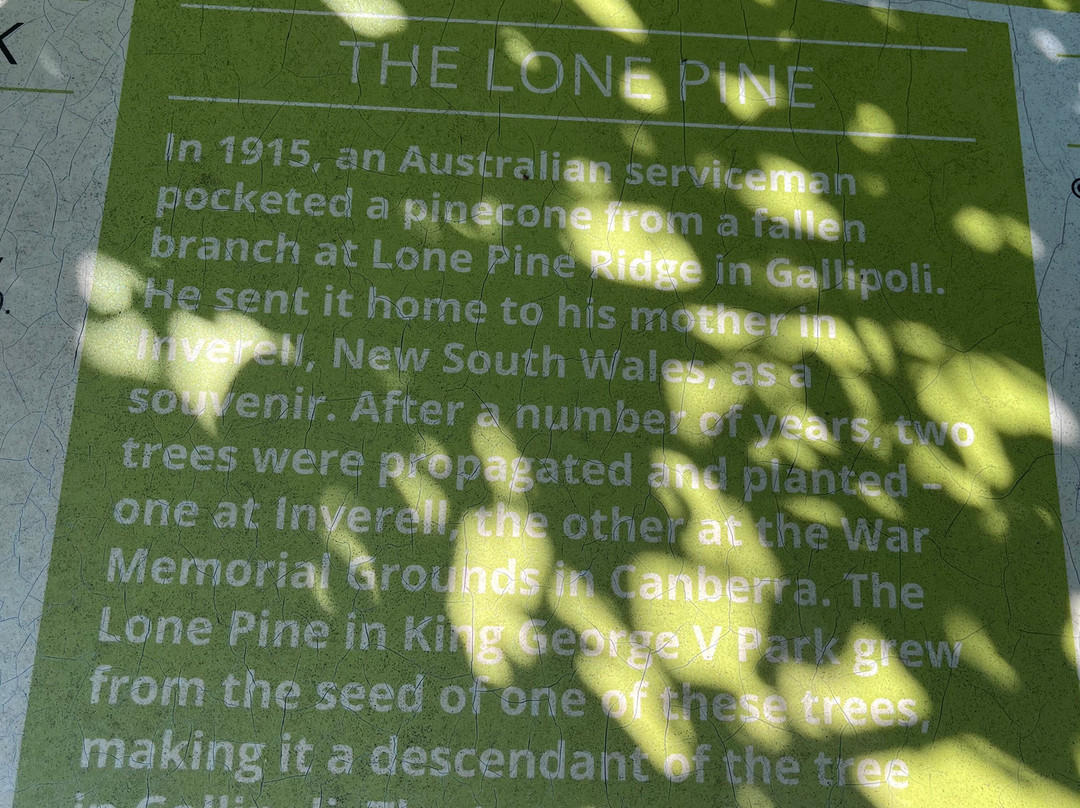 THE LONE PINE
In 1915, an Australian serviceman
pocketed a pinecone from a fallen
branch at Lone Pine Ridge in Gallipoli.
He sent it home to his mother in
Inverell, New South Wales, as a
souvenir. After a number of years, two
trees were propagated and planted –
one at Inverell, the other at the War
Memorial Grounds in Canberra. The
Lone Pine in King George V Park grew
from the seed of one of these trees,
making it a descendant of the tree